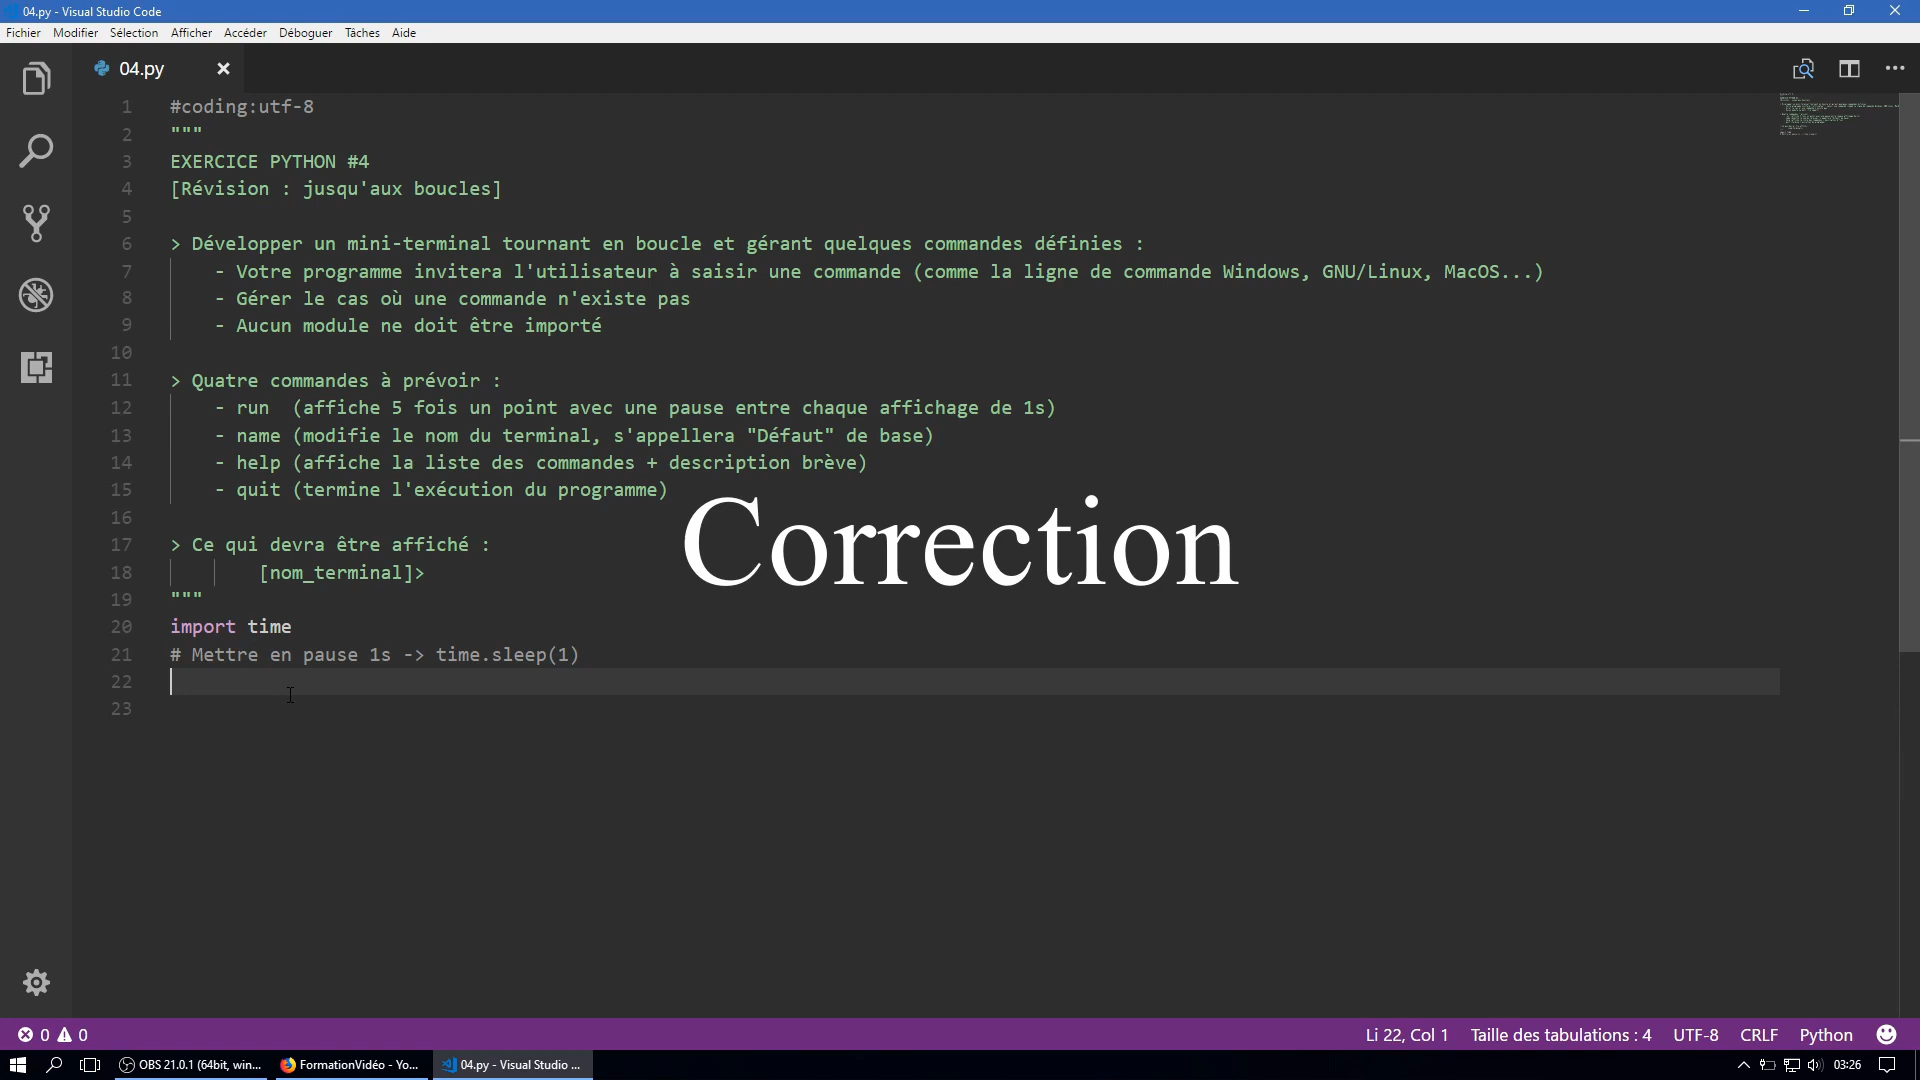 04.py - Visual Studio Code
Fichier Modifier Sélection Afficher Accéder Déboguer Tâches Aide
04.py
1 #coding:utf-8
2 """
3 EXERCICE PYTHON #4
4 [Révision : jusqu'aux boucles]
5
6 > Développer un mini-terminal tournant en boucle et gérant quelques commandes définies :
7 - Votre programme invitera l'utilisateur à saisir une commande (comme la ligne de commande Windows, GNU/Linux, MacOS...)
8 - Gérer le cas où une commande n'existe pas
9 - Aucun module ne doit être importé
10
11 > Quatre commandes à prévoir :
12 - run (affiche 5 fois un point avec une pause entre chaque affichage de 1s)
13 - name (modifie le nom du terminal, s'appellera "Défaut" de base)
14 - help (affiche la liste des commandes + description brève)
15 - quit (termine l'exécution du programme)
16
17 > Ce qui devra être affiché :
18 [nom_terminal]>
19 """
20 import time
21 # Mettre en pause 1s -> time.sleep(1)
22
23
Correction
0 0 Li 22, Col 1 Taille des tabulations : 4 UTF-8 CRLF Python
OBS 21.0.1 (64bit, win... FormationVidéo - Yo... 04.py - Visual Studio ... 03:26